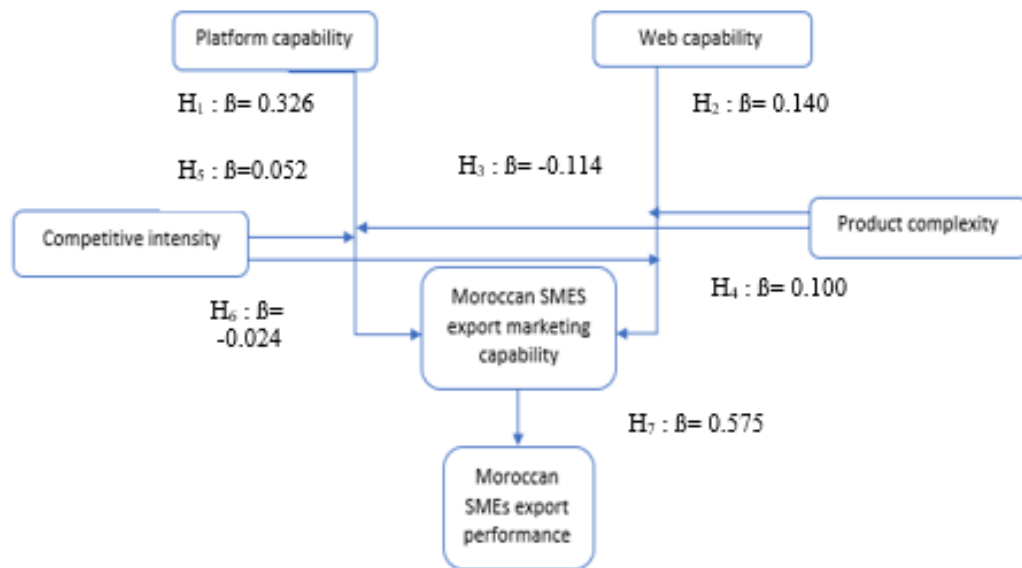 Platform capability
Web capability
H₁ : ß= 0.326
H₂ : ß= 0.140
H₅ : ß=0.052
H₃ : ß= -0.114
Competitive intensity
Product complexity
H₆ : ß=
-0.024
Moroccan SMES
export marketing
capability
H₄ : ß= 0.100
H₇ : ß= 0.575
Moroccan
SMEs export
performance